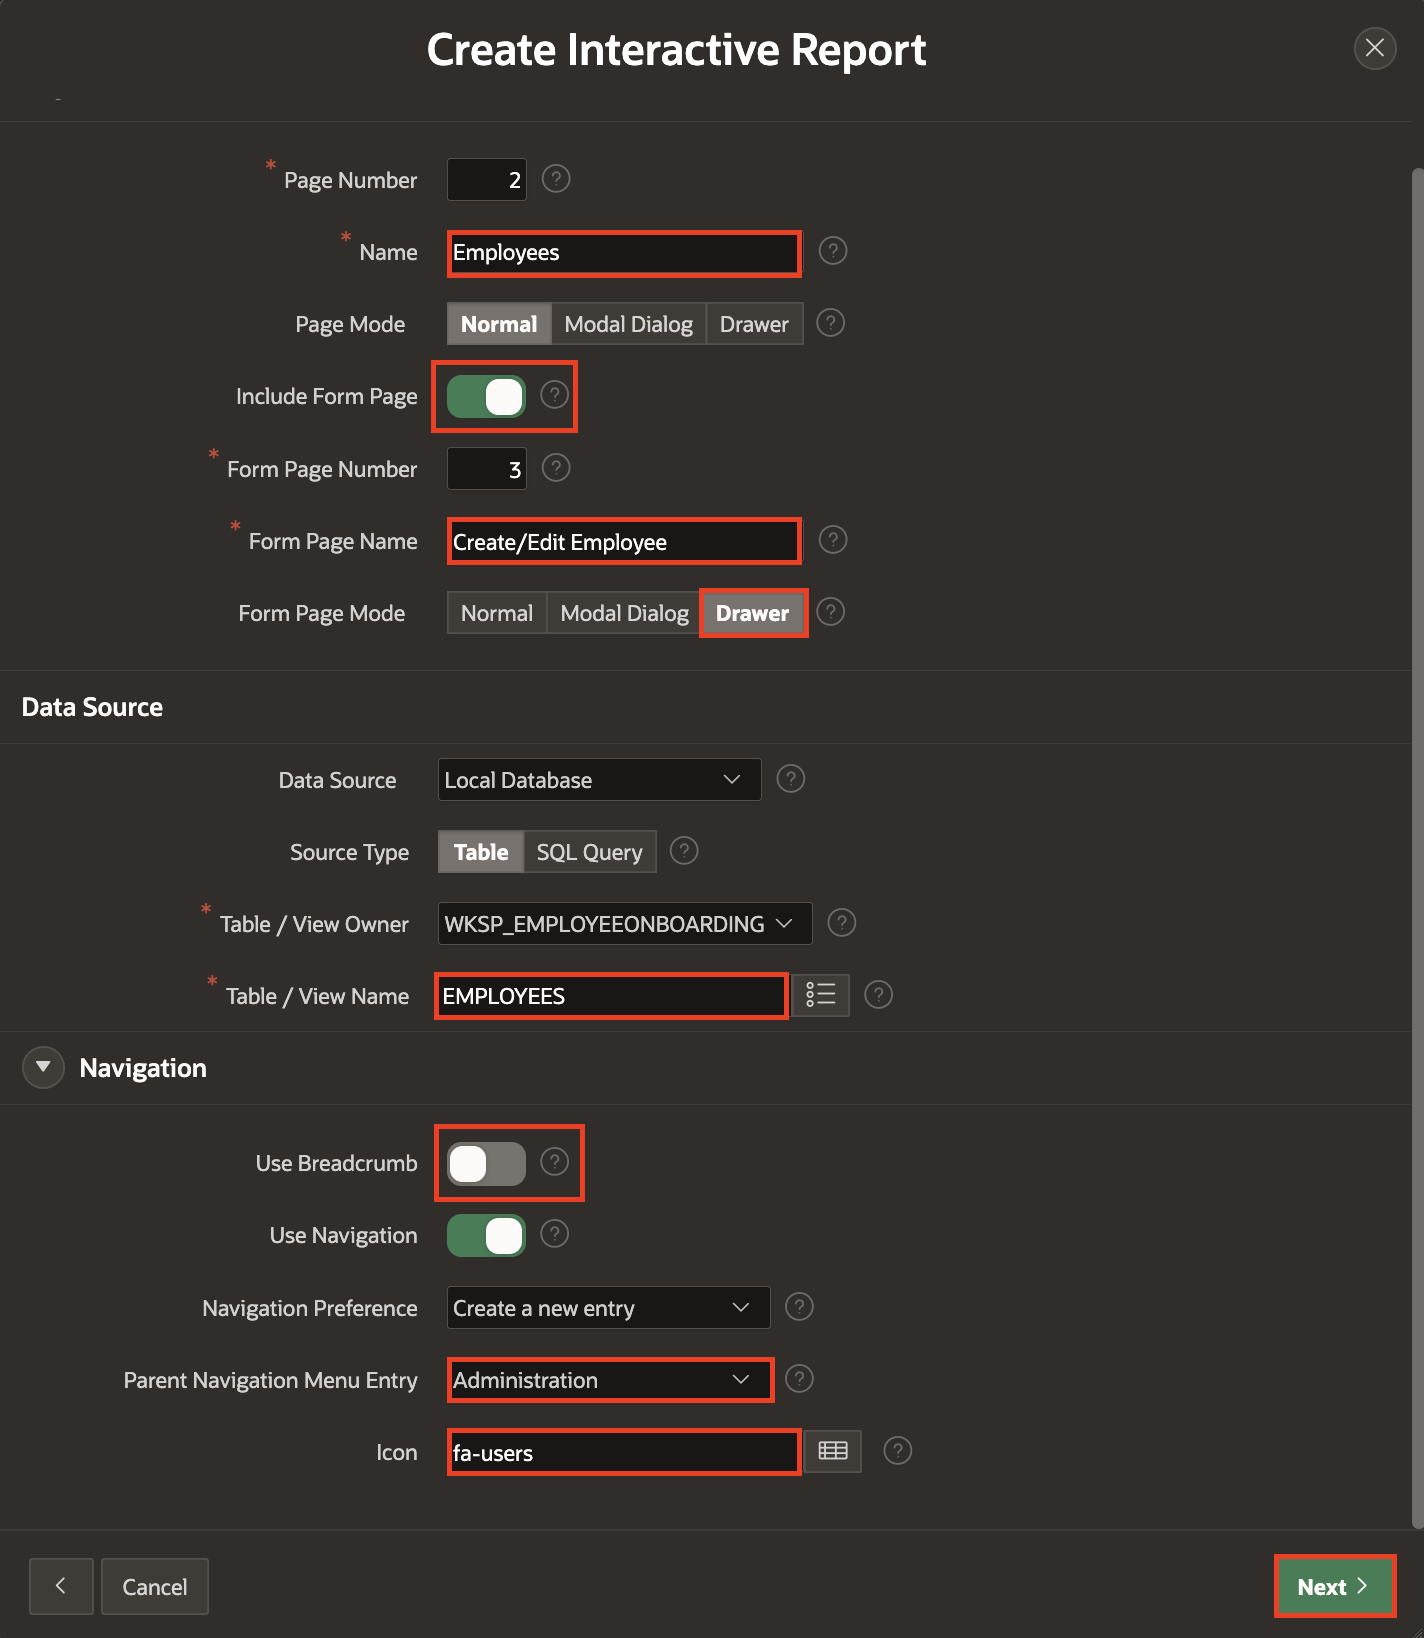 Create Interactive Report
* Page Number 2
* Name Employees
Page Mode Normal Modal Dialog Drawer
Include Form Page
* Form Page Number 3
* Form Page Name Create/Edit Employee
Form Page Mode Normal Modal Dialog Drawer
Data Source
Data Source Local Database
Source Type Table SQL Query
* Table / View Owner WKSP_EMPLOYEEONBOARDING
* Table / View Name EMPLOYEES
Navigation
Use Breadcrumb
Use Navigation
Navigation Preference Create a new entry
Parent Navigation Menu Entry Administration
Icon fa-users
Cancel Next